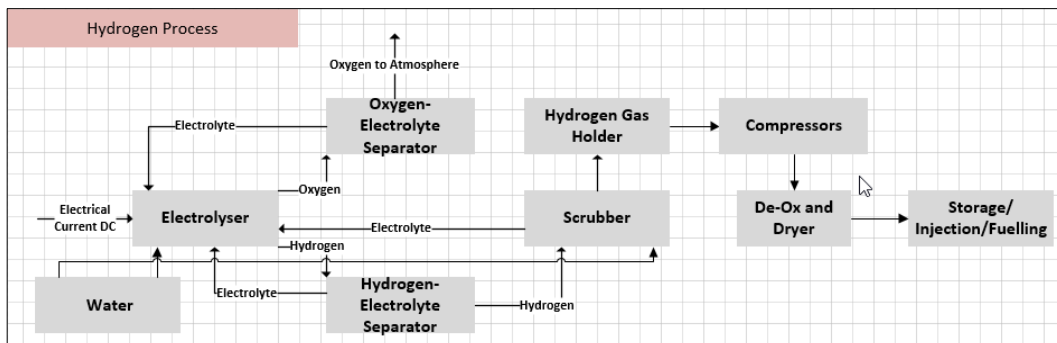 Hydrogen Process
Oxygen to Atmosphere
Oxygen-
Electrolyte
Separator
Hydrogen Gas
Holder
Compressors
Electrolyte
Oxygen
Electrical
Current DC
Electrolyser
Electrolyte
Scrubber
De-Ox and
Dryer
Storage/
Injection/Fuelling
Hydrogen
Water
Electrolyte
Hydrogen-
Electrolyte
Separator
Hydrogen